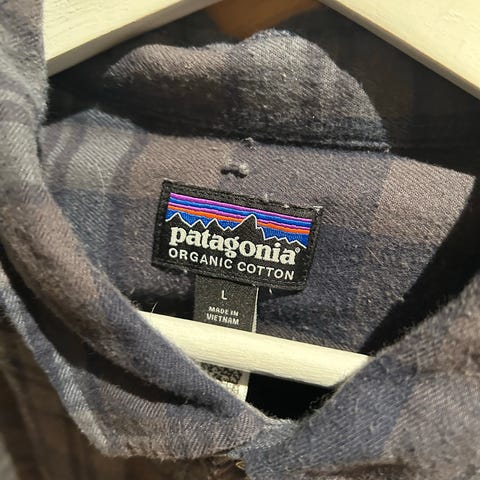 patagonia®
ORGANIC COTTON
L
MADE IN
VIETNAM